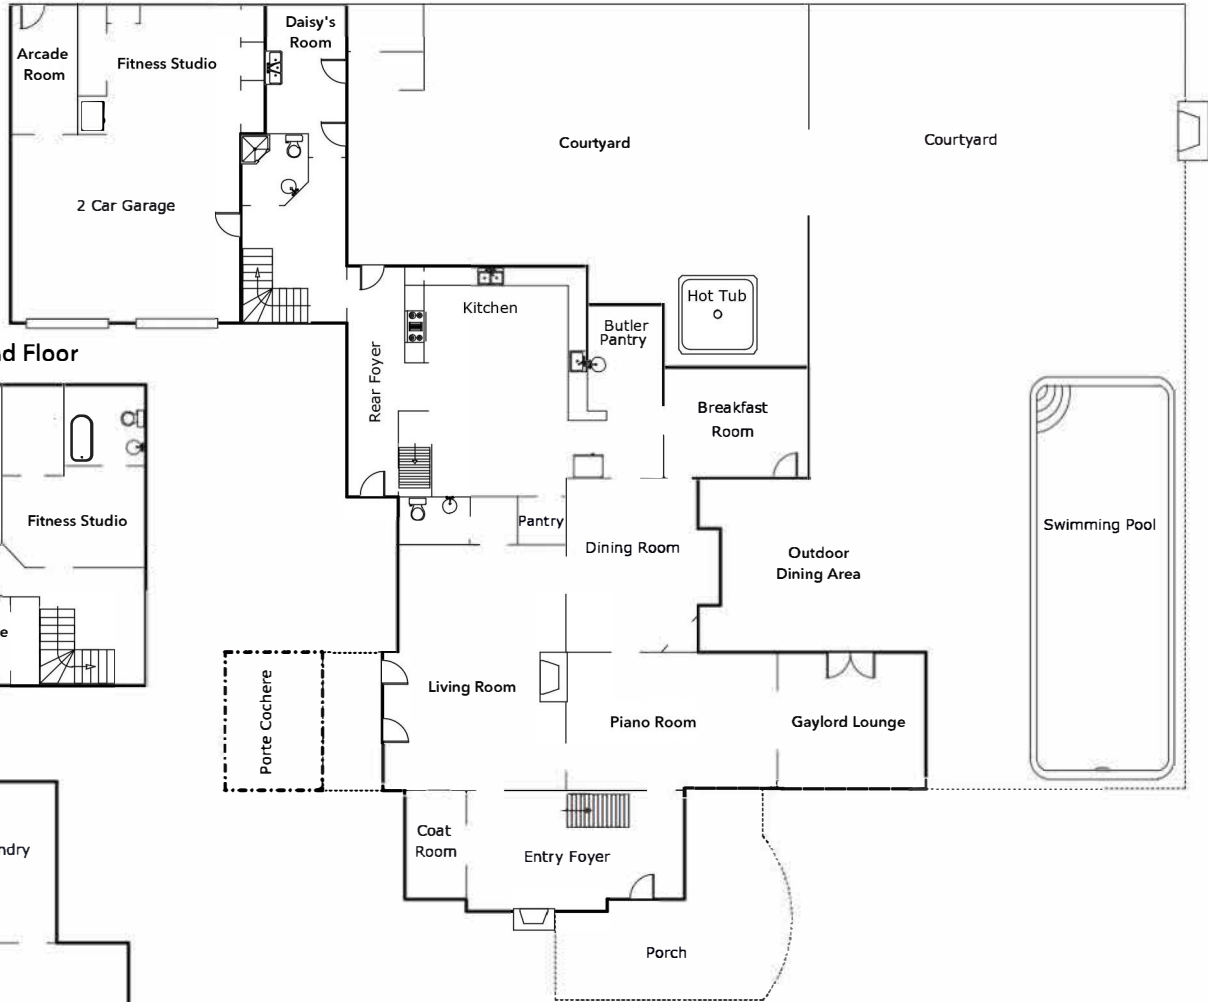 Daisy's
Room
Arcade
Room
Fitness Studio
Courtyard
Courtyard
2 Car Garage
Hot Tub
Kitchen
Butler
Pantry
Floor
Rear Foyer
Breakfast
Room
Fitness Studio
Pantry
Swimming Pool
Dining Room
Outdoor
Dining Area
Living Room
Porte Cochere
Piano Room
Gaylord Lounge
Coat
Room
Entry Foyer
Porch